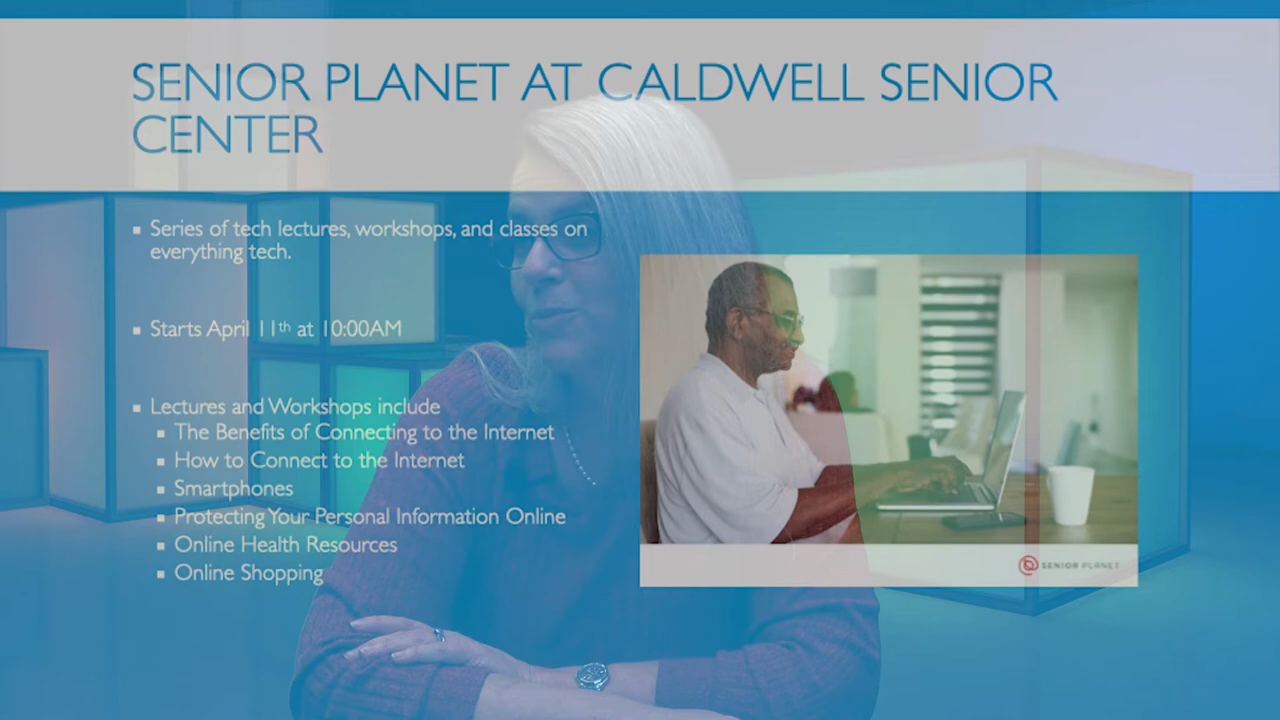 SENIOR PLANET AT CALDWELL SENIOR
CENTER
▪ Series of tech lectures, workshops, and classes on
everything tech.
▪ Starts April 11th at 10:00AM
▪ Lectures and Workshops include
▪ The Benefits of Connecting to the Internet
▪ How to Connect to the Internet
▪ Smartphones
▪ Protecting Your Personal Information Online
▪ Online Health Resources
▪ Online Shopping
SENIOR PLANET